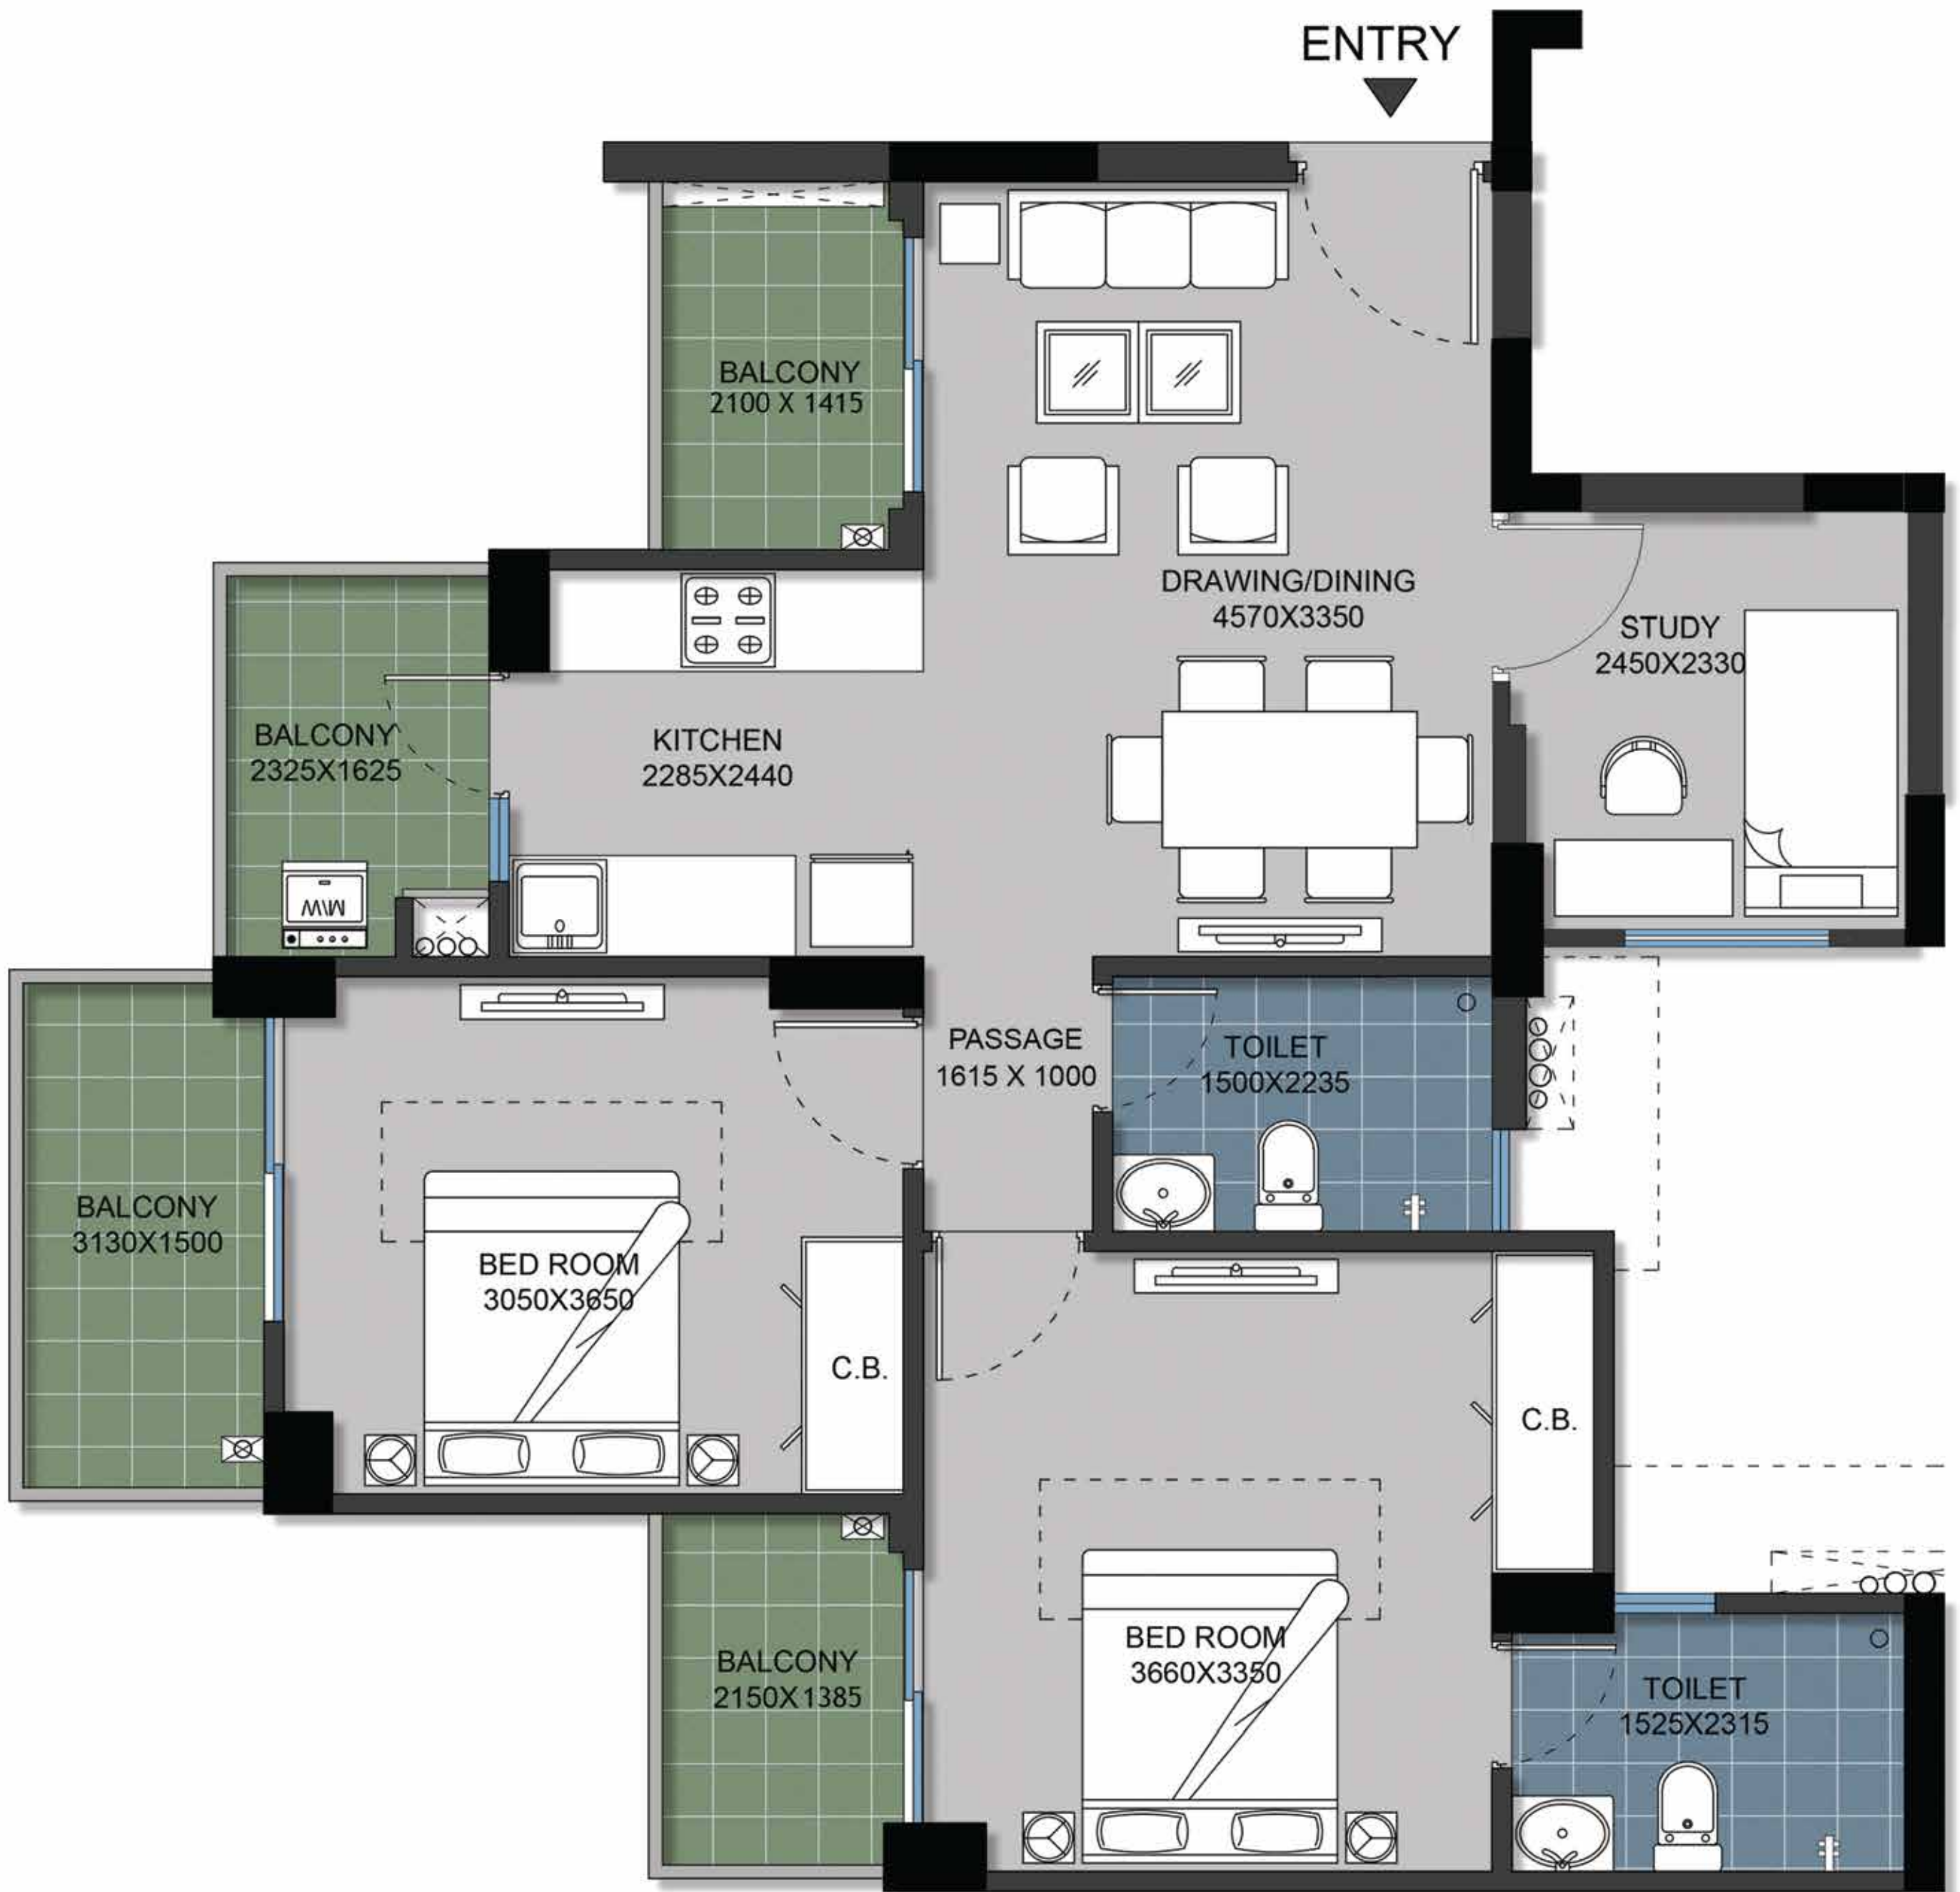 ENTRY
BALCONY
2100 X 1415
DRAWING/DINING
4570X3350
STUDY
2450X2330
BALCONY
2325X1625
KITCHEN
2285X2440
M/W
PASSAGE
1615 X 1000
TOILET
1500X2235
BALCONY
3130X1500
BED ROOM
3050X3650
C.B.
C.B.
BED ROOM
3660X3350
BALCONY
2150X1385
TOILET
1525X2315